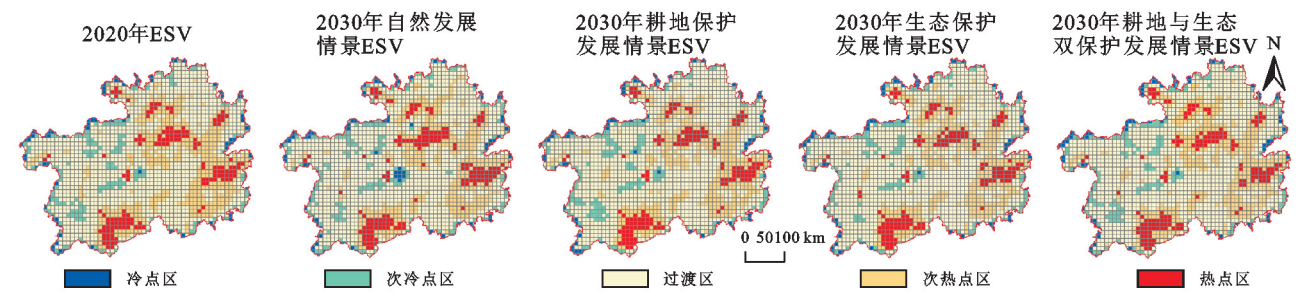 2020年ESV
2030年自然发展
情景ESV
2030年耕地保护
发展情景ESV
2030年生态保护
发展情景ESV
2030年耕地与生态
双保护发展情景ESV
N
0 50100 km
冷点区
次冷点区
过渡区
次热点区
热点区